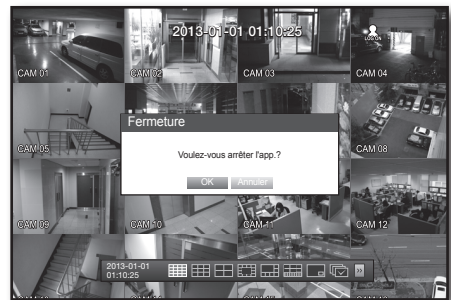 2013-01-01 01:10:25
LOG ON
CAM 01
CAM 02
CAM 03
CAM 04
Fermeture
Voulez-vous arrêter l'app.?
OK
Annuler
CAM 05
CAM 08
CAM 09
CAM 10
CAM 11
CAM 12
2013-01-01
01:10:25